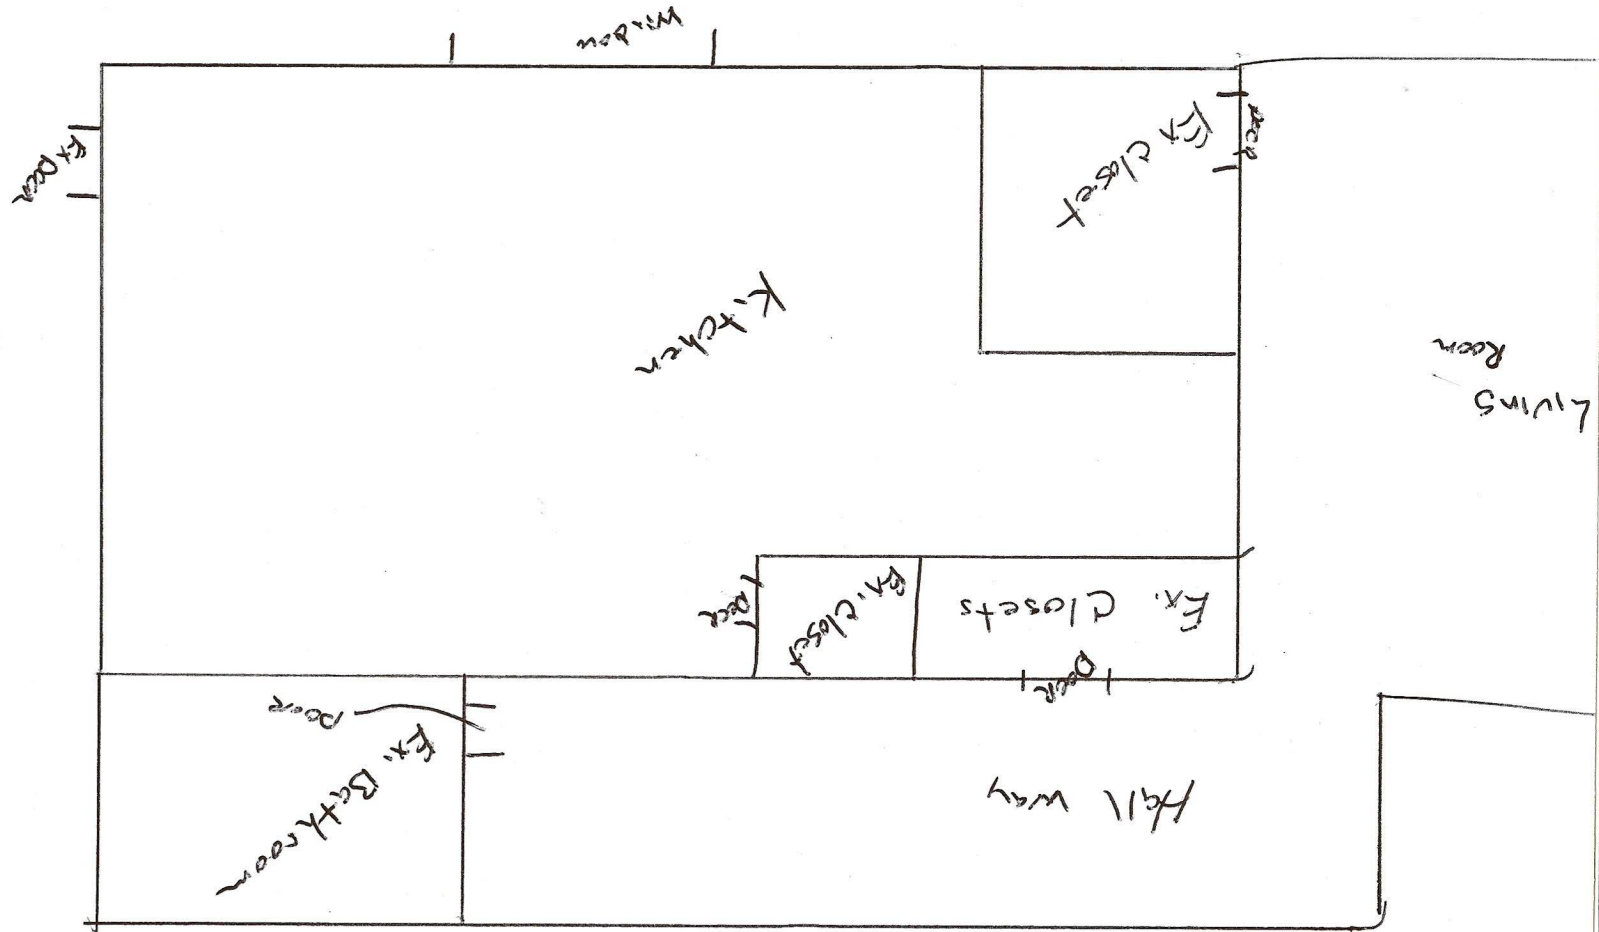 Window
Ex Door
Ex Closet
Door
Kitchen
Living
Room
Ex. Closet
Door
Ex. Closets
Door
Door
Ex. Bathroom
Hall Way